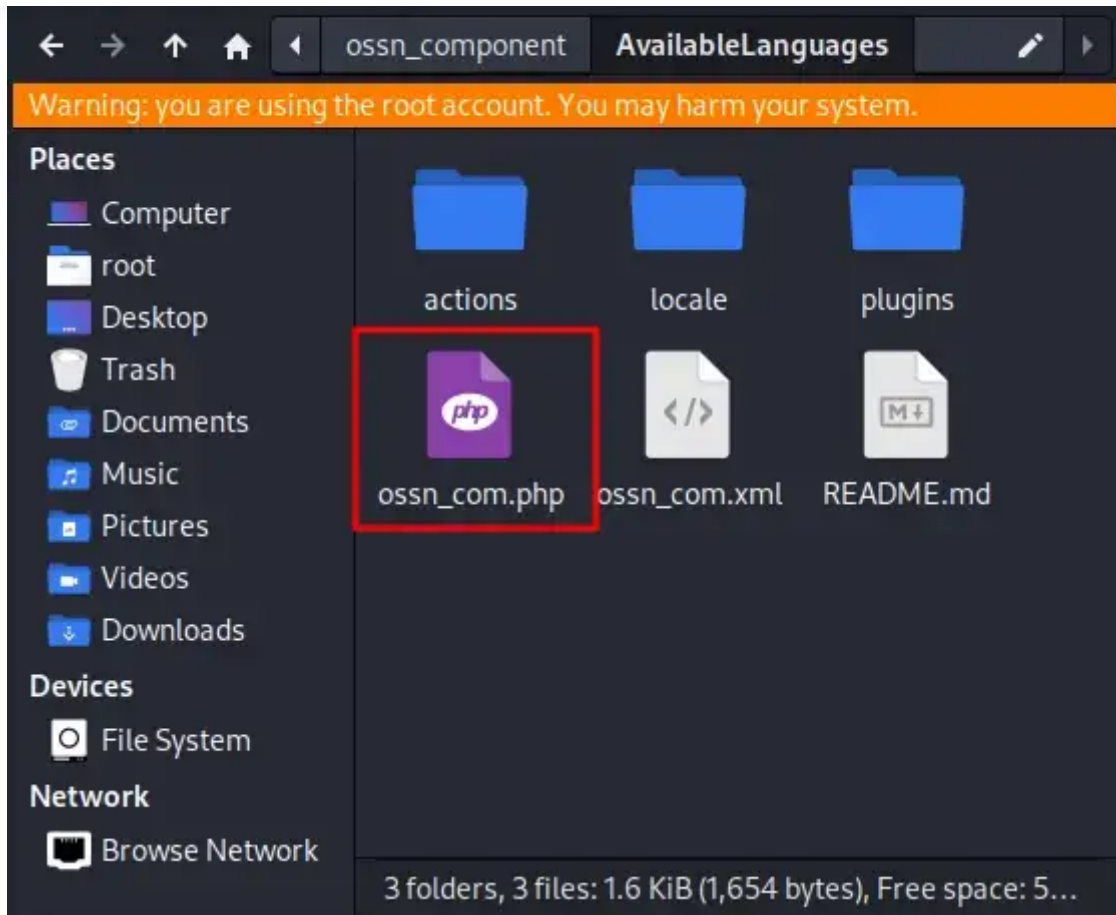 ossn_component AvailableLanguages
Warning: you are using the root account. You may harm your system.
Places
Computer
root
Desktop
Trash
Documents
Music
Pictures
Videos
Downloads
Devices
File System
Network
Browse Network
actions locale plugins
php </> M
ossn_com.php ossn_com.xml README.md
3 folders, 3 files: 1.6 KiB (1,654 bytes), Free space: 5...